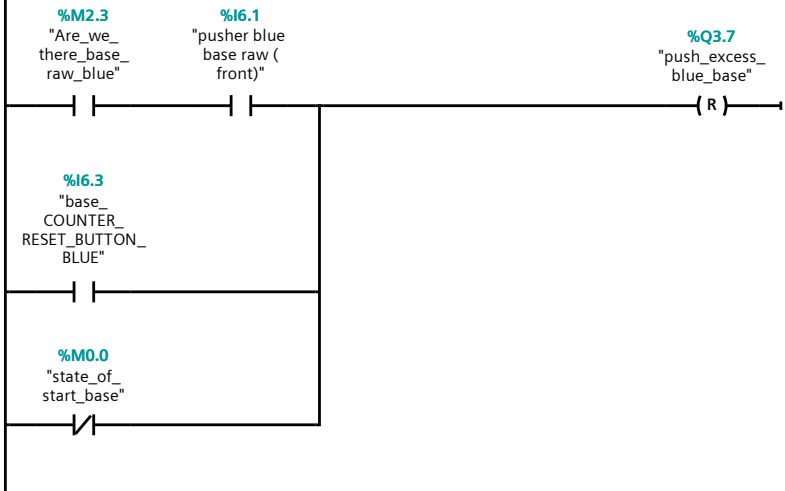 %M2.3
"Are_we_
there_base_
raw_blue"
%I6.1
"pusher blue
base raw (
front)"
%Q3.7
"push_excess_
blue_base"
R
%I6.3
"base_
COUNTER_
RESET_BUTTON_
BLUE"
%M0.0
"state_of_
start_base"